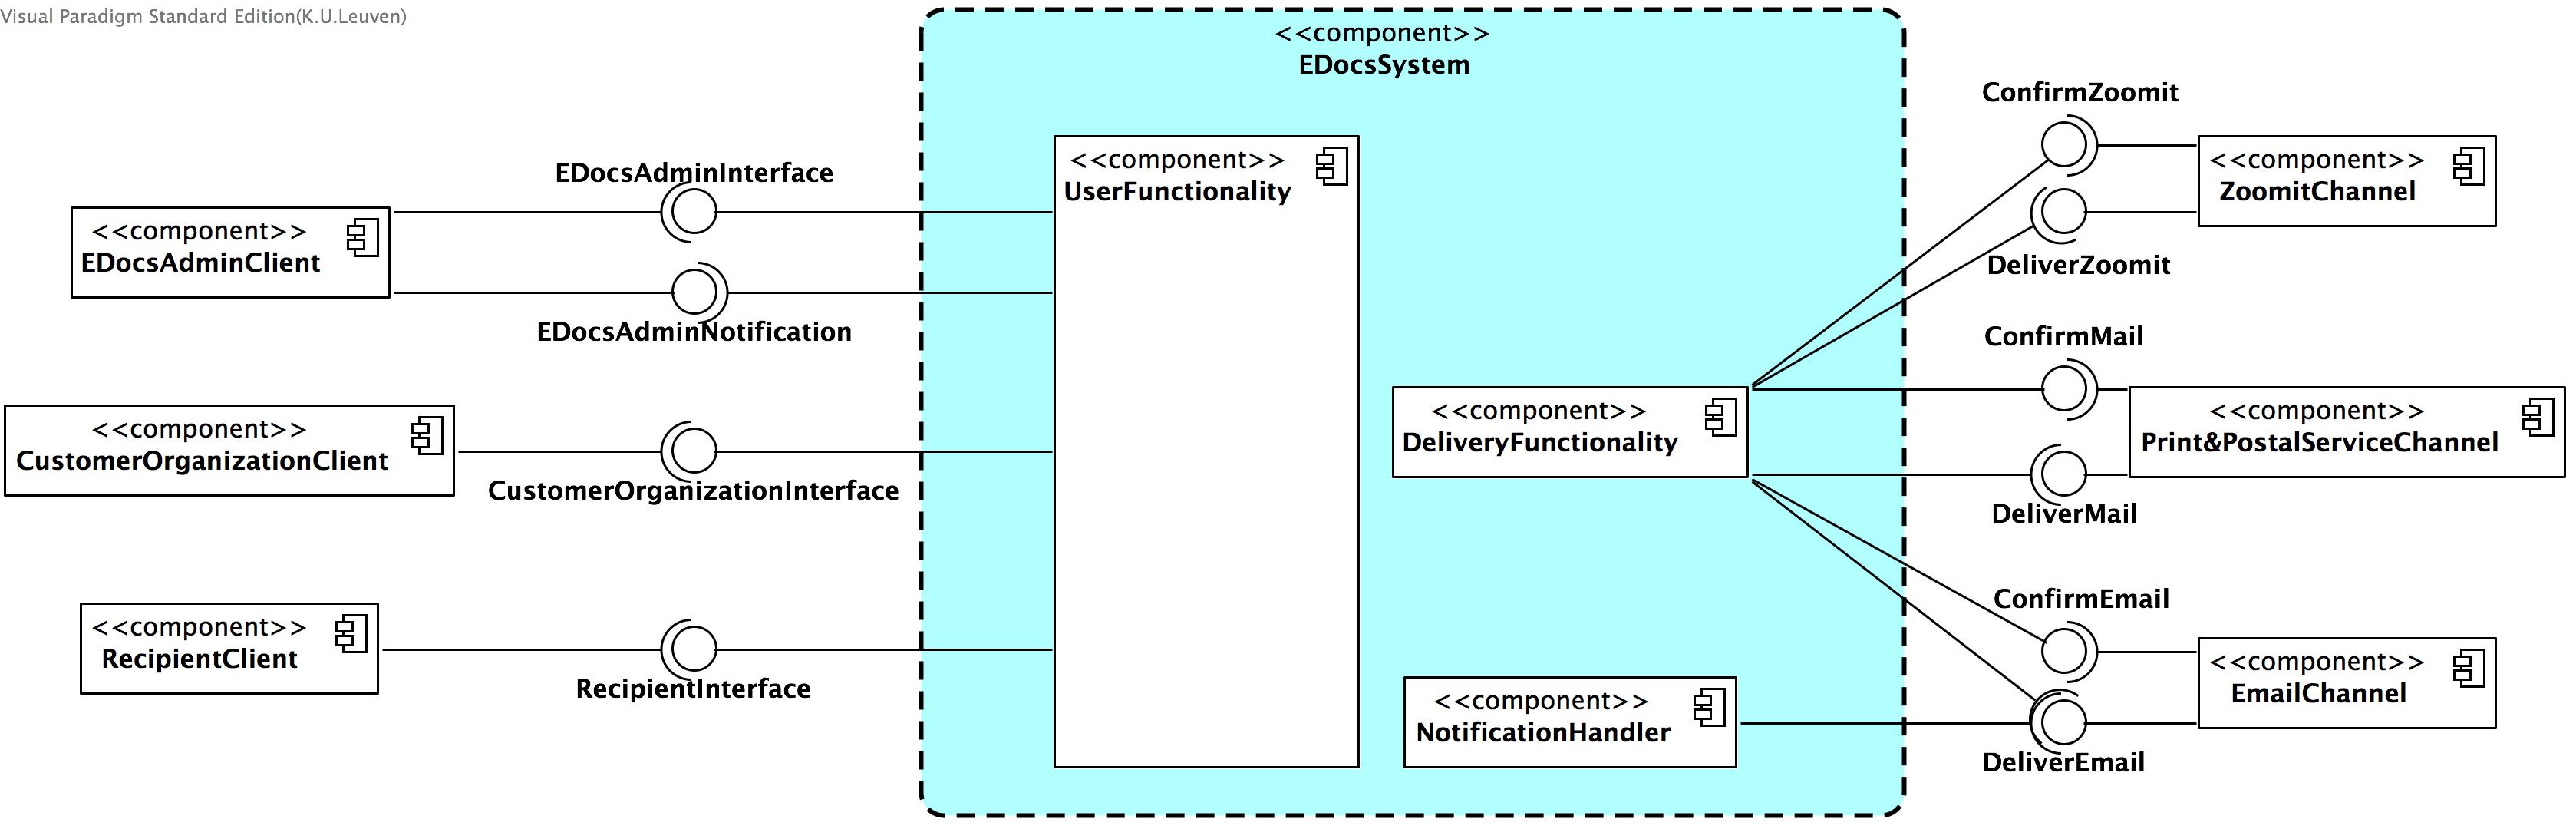 Visual Paradigm Standard Edition(K.U.Leuven)
<<component>>
EDocsSystem
EDocsAdminInterface
<<component>>
EDocsAdminClient
EDocsAdminNotification
<<component>>
CustomerOrganizationClient
CustomerOrganizationInterface
<<component>>
RecipientClient
RecipientInterface
<<component>>
UserFunctionality
<<component>>
DeliveryFunctionality
<<component>>
NotificationHandler
ConfirmZoomit
<<component>>
ZoomitChannel
DeliverZoomit
ConfirmMail
<<component>>
Print&PostalServiceChannel
DeliverMail
ConfirmEmail
<<component>>
EmailChannel
DeliverEmail